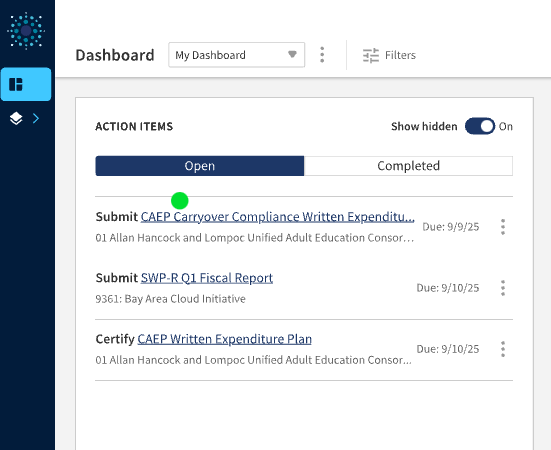 Dashboard
My Dashboard
Filters
ACTION ITEMS
Show hidden
On
Open
Completed
Submit CAEP Carryover Compliance Written Expenditu...
Due: 9/9/25
01 Allan Hancock and Lompoc Unified Adult Education Consor...
Submit SWP-R Q1 Fiscal Report
Due: 9/10/25
9361: Bay Area Cloud Initiative
Certify CAEP Written Expenditure Plan
Due: 9/10/25
01 Allan Hancock and Lompoc Unified Adult Education Consor...